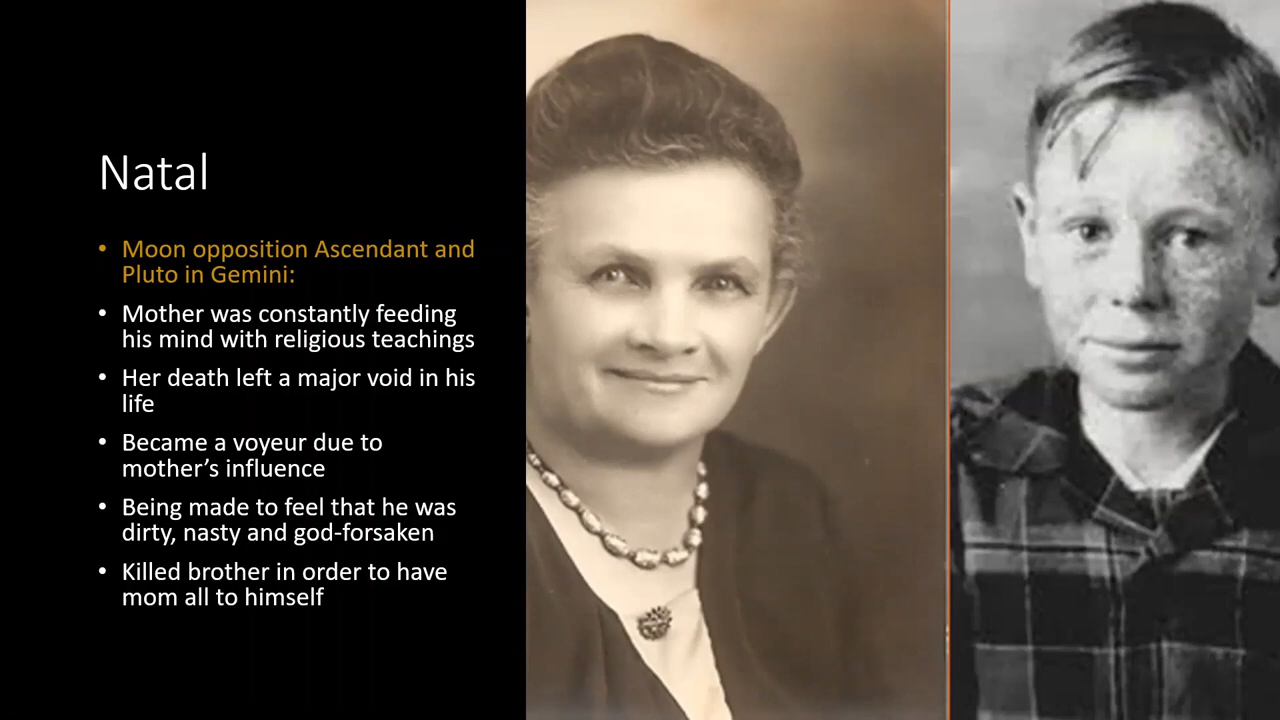 Natal
• Moon opposition Ascendant and
Pluto in Gemini:
• Mother was constantly feeding
his mind with religious teachings
• Her death left a major void in his
life
• Became a voyeur due to
mother’s influence
• Being made to feel that he was
dirty, nasty and god-forsaken
• Killed brother in order to have
mom all to himself